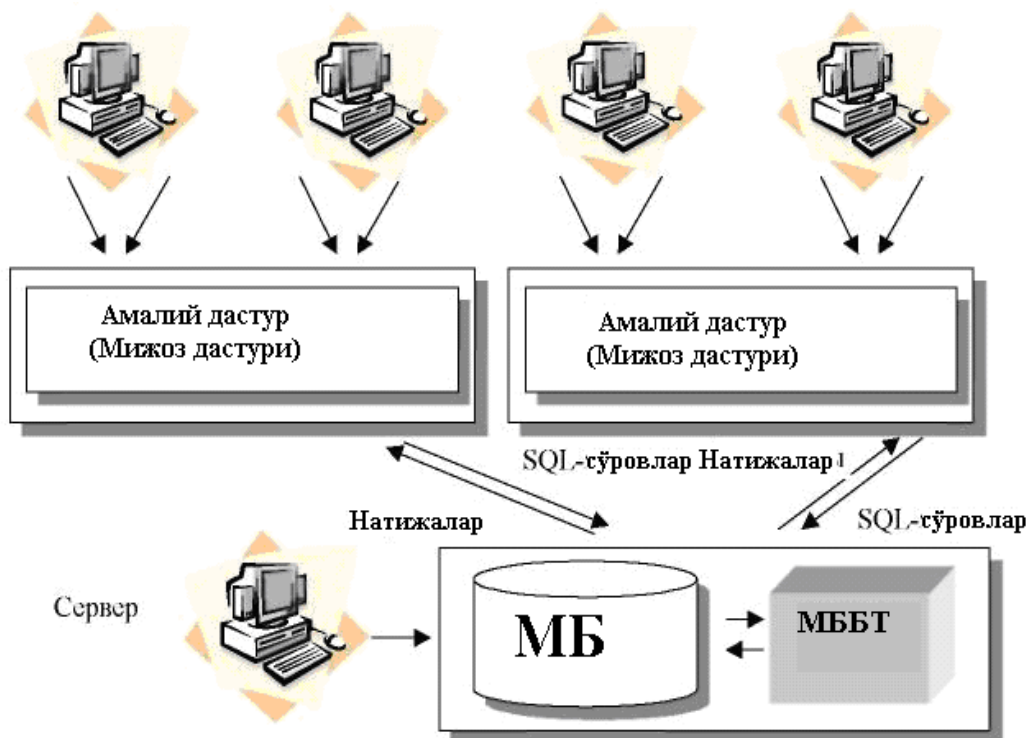 Амалий дастур
(Мижоз дастури)
Амалий дастур
(Мижоз дастури)
SQL-сўровлар Натижалар
Натижалар
SQL-сўровлар
Сервер
МБ
МББТ